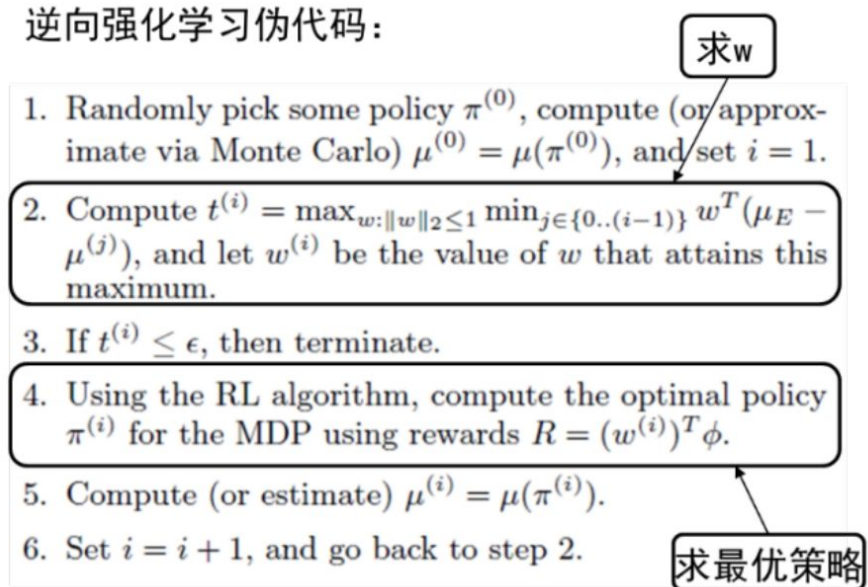 逆向强化学习伪代码：
求w
1. Randomly pick some policy π^{(0)}, compute (or approx-
imate via Monte Carlo) μ^{(0)} = μ(π^{(0)}), and set i = 1.
2. Compute t^{(i)} = max_{w:‖w‖_2≤1} min_{j∈{0..(i−1)}} w^T(μ_E −
μ^{(j)}), and let w^{(i)} be the value of w that attains this
maximum.
3. If t^{(i)} ≤ ϵ, then terminate.
4. Using the RL algorithm, compute the optimal policy
π^{(i)} for the MDP using rewards R = (w^{(i)})^T ϕ.
5. Compute (or estimate) μ^{(i)} = μ(π^{(i)}).
6. Set i = i + 1, and go back to step 2.
求最优策略